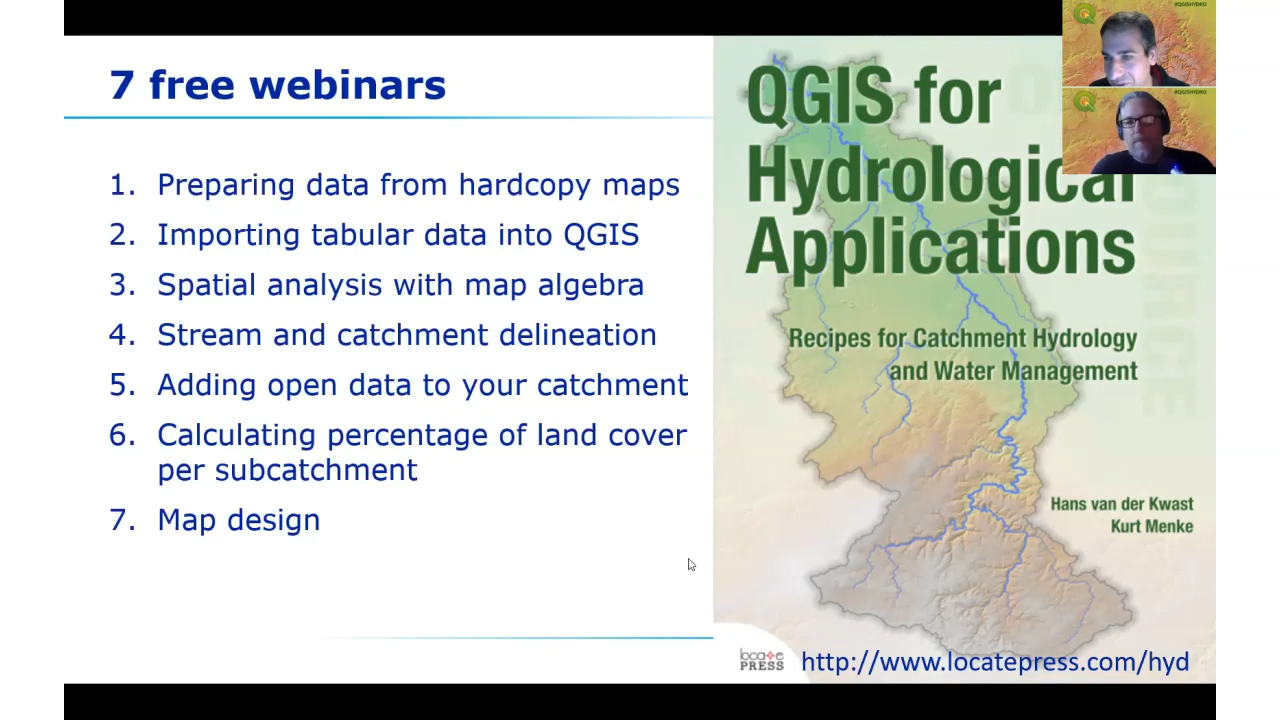 7 free webinars
1. Preparing data from hardcopy maps
2. Importing tabular data into QGIS
3. Spatial analysis with map algebra
4. Stream and catchment delineation
5. Adding open data to your catchment
6. Calculating percentage of land cover
per subcatchment
7. Map design
QGIS for
Hydrological
Applications
Recipes for Catchment Hydrology
and Water Management
Hans van der Kwast
Kurt Menke
locate
PRESS
http://www.locatepress.com/hyd
#QGISHYDRO
#QGISHYDRO